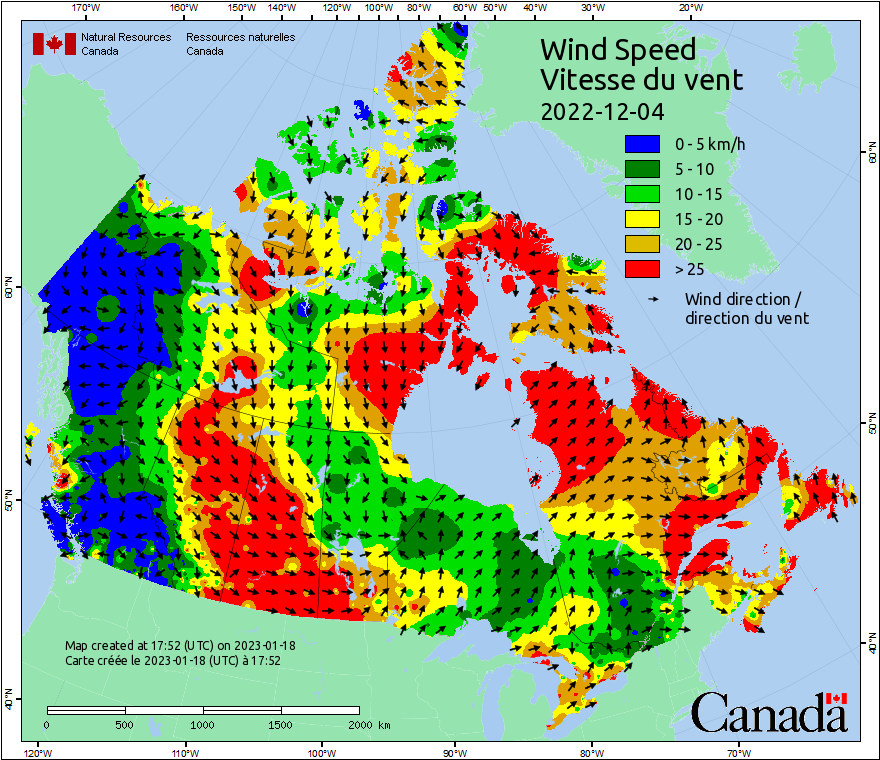 170°W 160°W 150°W 140°W 130°W 120°W 110°W 100°W 80°W 60°W 50°W 40°W 30°W 20°W
Natural Resources Canada
Ressources naturelles Canada
Wind Speed
Vitesse du vent
2022-12-04
0 - 5 km/h
5 - 10
10 - 15
15 - 20
20 - 25
> 25
Wind direction /
direction du vent
60°N
60°N
50°N
50°N
40°N
40°N
Map created at 17:52 (UTC) on 2023-01-18
Carte créée le 2023-01-18 (UTC) à 17:52
0 500 1000 1500 2000 km
Canada
120°W 110°W 100°W 90°W 80°W 70°W